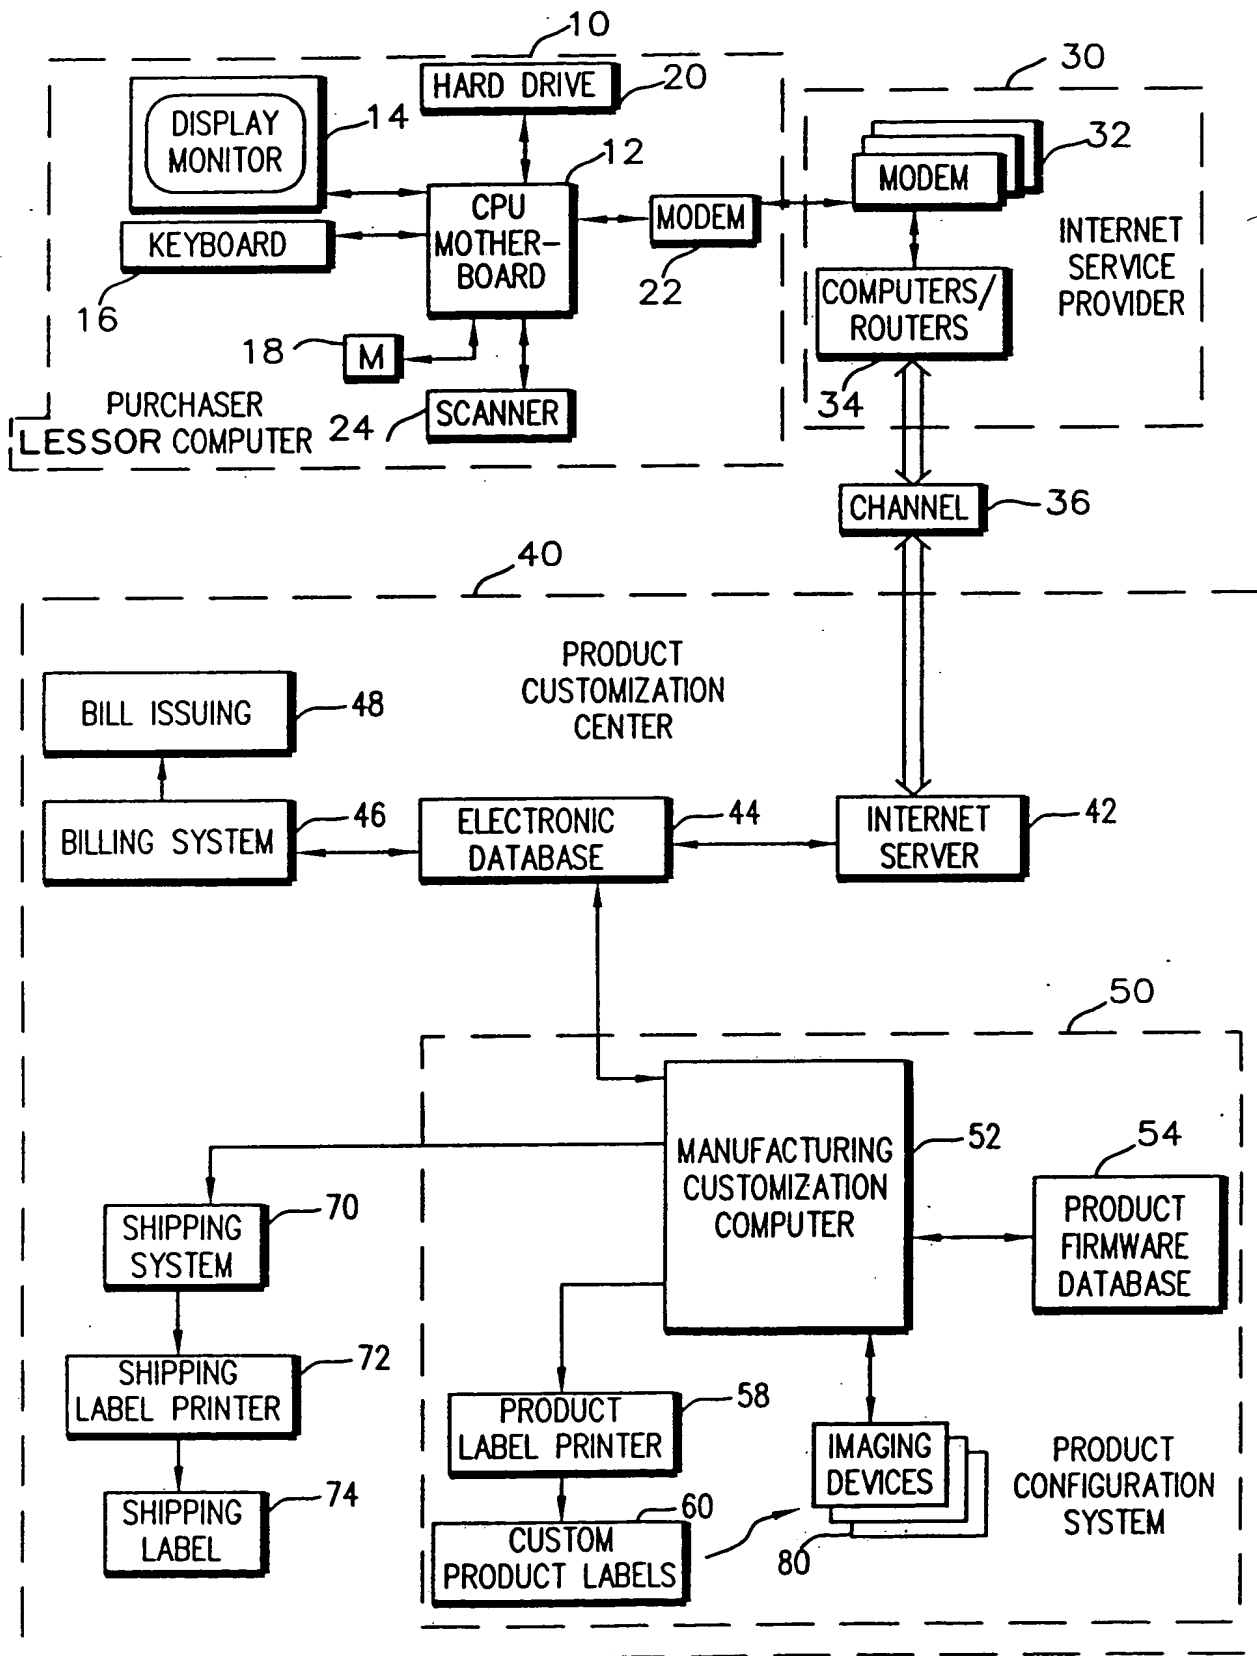 10
30
HARD DRIVE
20
DISPLAY
MONITOR
14
12
32
MODEM
CPU
MOTHER-
BOARD
MODEM
22
KEYBOARD
16
INTERNET
SERVICE
PROVIDER
COMPUTERS/
ROUTERS
34
18
M
PURCHASER
LESSOR COMPUTER
24
SCANNER
CHANNEL
36
40
PRODUCT
CUSTOMIZATION
CENTER
BILL ISSUING
48
BILLING SYSTEM
46
ELECTRONIC
DATABASE
44
INTERNET
SERVER
42
50
MANUFACTURING
CUSTOMIZATION
COMPUTER
52
54
PRODUCT
FIRMWARE
DATABASE
SHIPPING
SYSTEM
70
SHIPPING
LABEL PRINTER
72
PRODUCT
LABEL PRINTER
58
IMAGING
DEVICES
80
PRODUCT
CONFIGURATION
SYSTEM
SHIPPING
LABEL
74
60
CUSTOM
PRODUCT LABELS